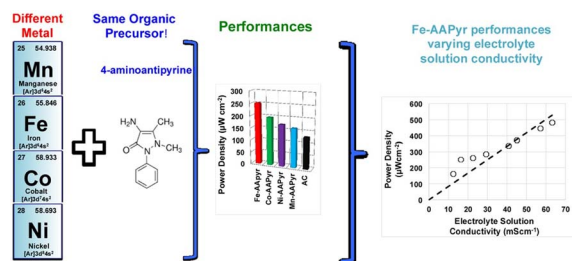 Different
Metal
25 54.938
Mn
Manganese
[Ar]3d⁵4s²
26 55.846
Fe
Iron
[Ar]3d⁶4s²
27 58.933
Co
Cobalt
[Ar]3d⁷4s²
28 58.693
Ni
Nickel
[Ar]3d⁸4s²
Same Organic
Precursor!
4-aminoantipyrine
H₂N
CH₃
N
CH₃
O
N
Performances
Power Density (µW cm⁻²)
300
250
200
150
100
50
0
Fe-AApyr
Co-AApyr
Ni-AApyr
Mn-AAPyr
AC
Fe-AAPyr performances
varying electrolyte
solution conductivity
Power Density
(µWcm⁻²)
600
500
400
300
200
100
0
0 10 20 30 40 50 60 70
Electrolyte Solution
Conductivity (mScm⁻¹)